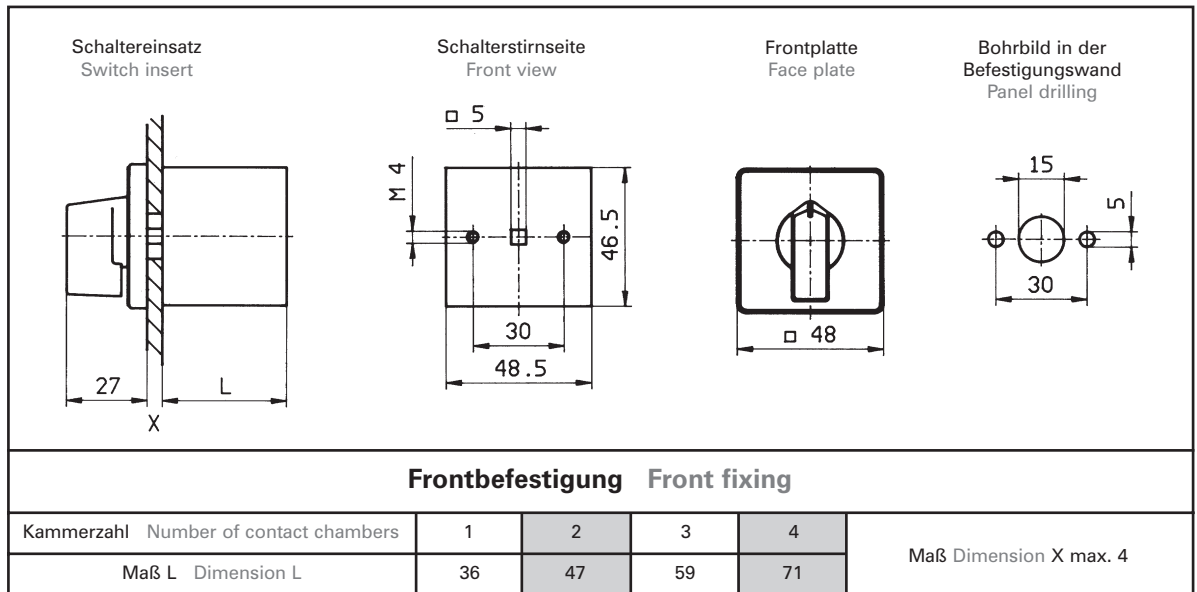 Schaltereinsatz
Switch insert
Schalterstirnseite
Front view
Frontplatte
Face plate
Bohrbild in der
Befestigungswand
Panel drilling
□ 5
M 4
46.5
30
48.5
27
L
X
□ 48
15
5
30
Frontbefestigung Front fixing
Kammerzahl Number of contact chambers 1 2 3 4
Maß L Dimension L 36 47 59 71
Maß Dimension X max. 4